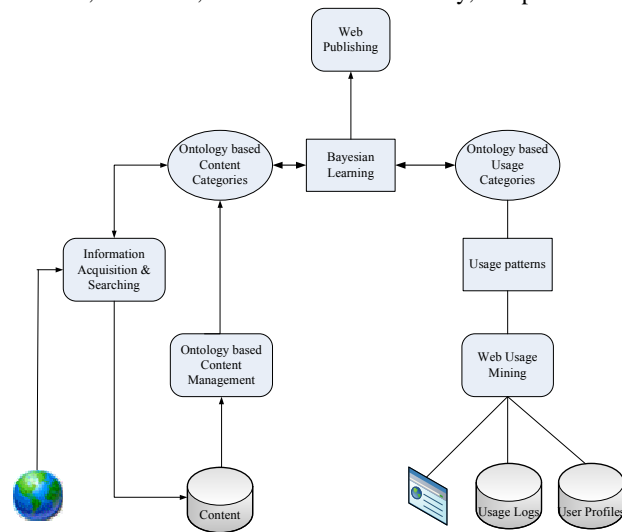 Web
Publishing
Ontology based
Content
Categories
Bayesian
Learning
Ontology based
Usage
Categories
Information
Acquisition &
Searching
Usage patterns
Ontology based
Content
Management
Web Usage
Mining
Content
Usage Logs
User Profiles